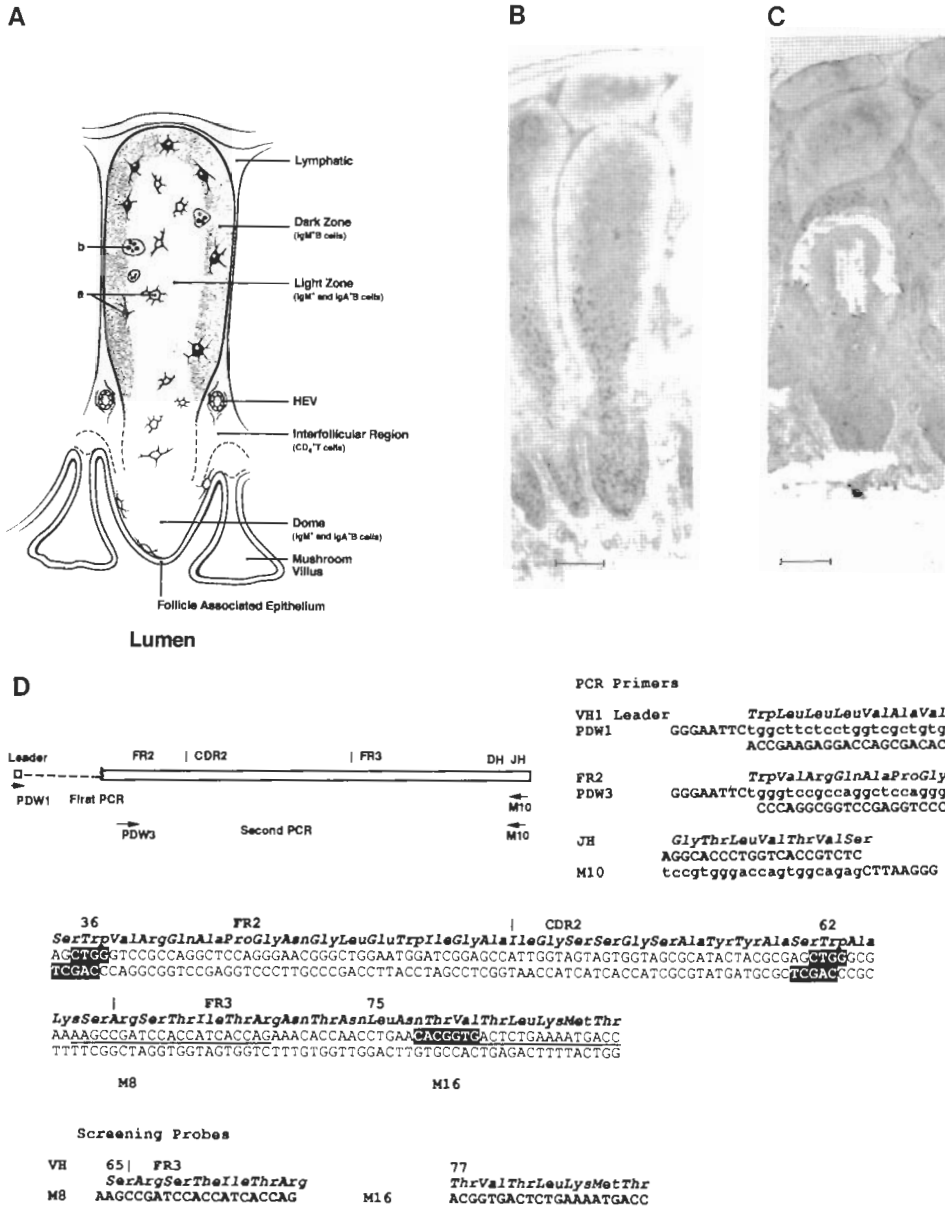 A
B
C
Lymphatic
Dark Zone
(IgM⁺B cells)
b
Light Zone
(IgM⁺ and IgA⁺B cells)
a
HEV
Interfollicular Region
(CD₄⁺T cells)
Dome
(IgM⁺ and IgA⁺B cells)
Mushroom
Villus
Follicle Associated Epithelium
Lumen
D
Leader
FR2 | CDR2 | FR3 DH JH
PDW1 First PCR M10
PDW3 Second PCR M10
PCR Primers
VH1 Leader TrpLeuLeuLeuValAlaVal
PDW1 GGGAATTCtggcttctcctggtcgctgtg
ACCGAAGAGGACCAGCGACAC
FR2 TrpValArgGlnAlaProGly
PDW3 GGGAATTCtgggtccgccaggctccaggg
CCCAGGCGGTCCGAGGTCCC
JH GlyThrLeuValThrValSer
AGGCACCCTGGTCACCGTCTC
M10 tccgtgggaccagtggcagagCTTAAGGG
36 FR2 | CDR2 62
SerTrpValArgGlnAlaProGlyAsnGlyLeuGluTrpIleGlyAlaIleGlySerSerGlySerAlaTyrTyrAlaSerTrpAla
AGCTGGGTCCGCCAGGCTCCAGGGAACGGGCTGGAATGGATCGGAGCCATTGGTAGTAGTGGTAGCGCATACTACGCGAGCTGGGCG
TCGACCCAGGCGGTCCGAGGTCCCTTGCCCGACCTTACCTAGCCTCGGTAACCATCATCACCATCGCGTATGATGCGCTCGACCCGC
| FR3 75
LysSerArgSerThrIleThrArgAsnThrAsnLeuAsnThrValThrLeuLysMetThr
AAAAGCCGATCCACCATCACCAGAAACACCAACCTGAACACGGTGACTCTGAAAATGACC
TTTTCGGCTAGGTGGTAGTGGTCTTTGTGGTTGGACTTGTGCCACTGAGACTTTTACTGG
M8 M16
Screening Probes
VH 65| FR3 77
SerArgSerTheIleThrArg ThrValThrLeuLysMetThr
M8 AAGCCGATCCACCATCACCAG M16 ACGGTGACTCTGAAAATGACC